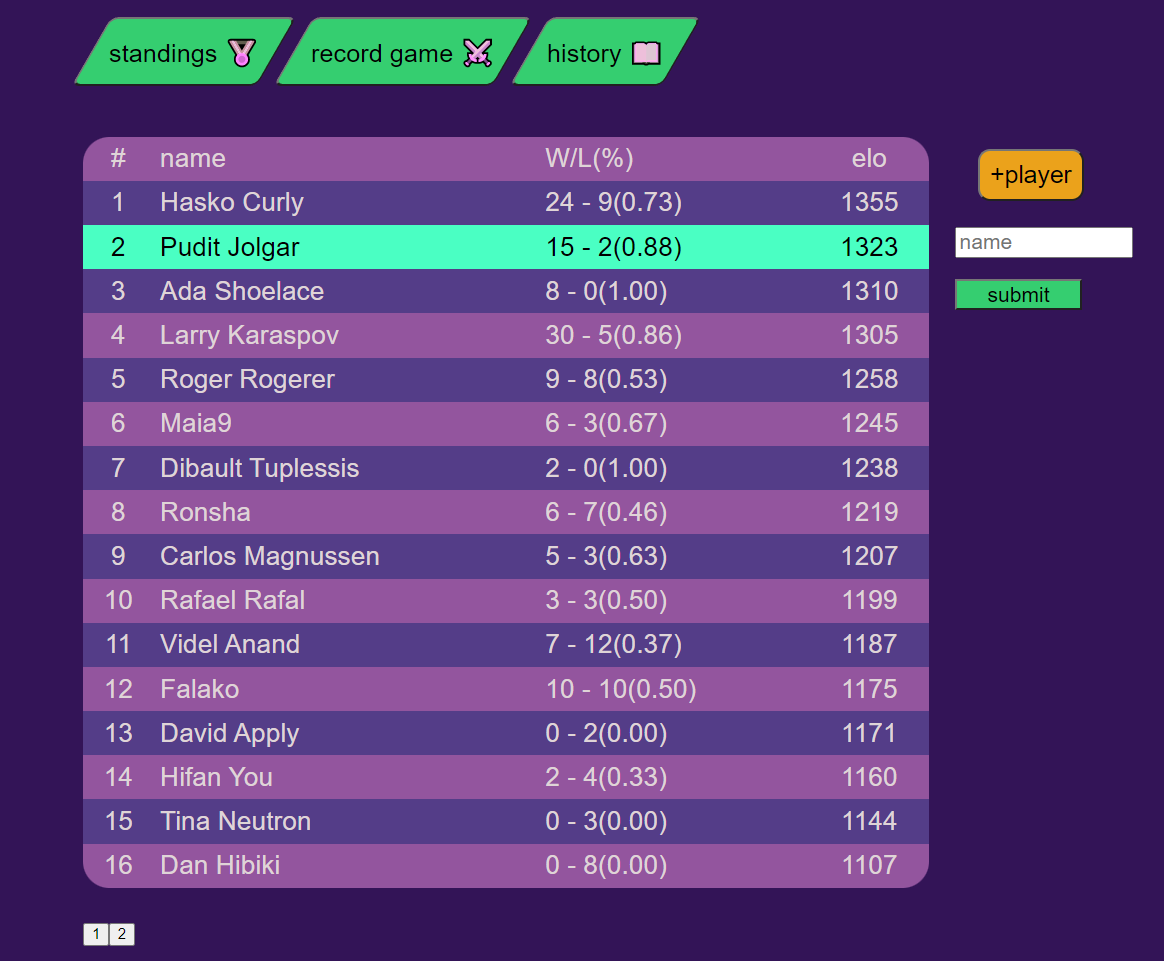 standings record game history
# name W/L(%) elo
+player
1 Hasko Curly 24 - 9(0.73) 1355
2 Pudit Jolgar 15 - 2(0.88) 1323
name
3 Ada Shoelace 8 - 0(1.00) 1310
submit
4 Larry Karaspov 30 - 5(0.86) 1305
5 Roger Rogerer 9 - 8(0.53) 1258
6 Maia9 6 - 3(0.67) 1245
7 Dibault Tuplessis 2 - 0(1.00) 1238
8 Ronsha 6 - 7(0.46) 1219
9 Carlos Magnussen 5 - 3(0.63) 1207
10 Rafael Rafal 3 - 3(0.50) 1199
11 Videl Anand 7 - 12(0.37) 1187
12 Falako 10 - 10(0.50) 1175
13 David Apply 0 - 2(0.00) 1171
14 Hifan You 2 - 4(0.33) 1160
15 Tina Neutron 0 - 3(0.00) 1144
16 Dan Hibiki 0 - 8(0.00) 1107
1 2